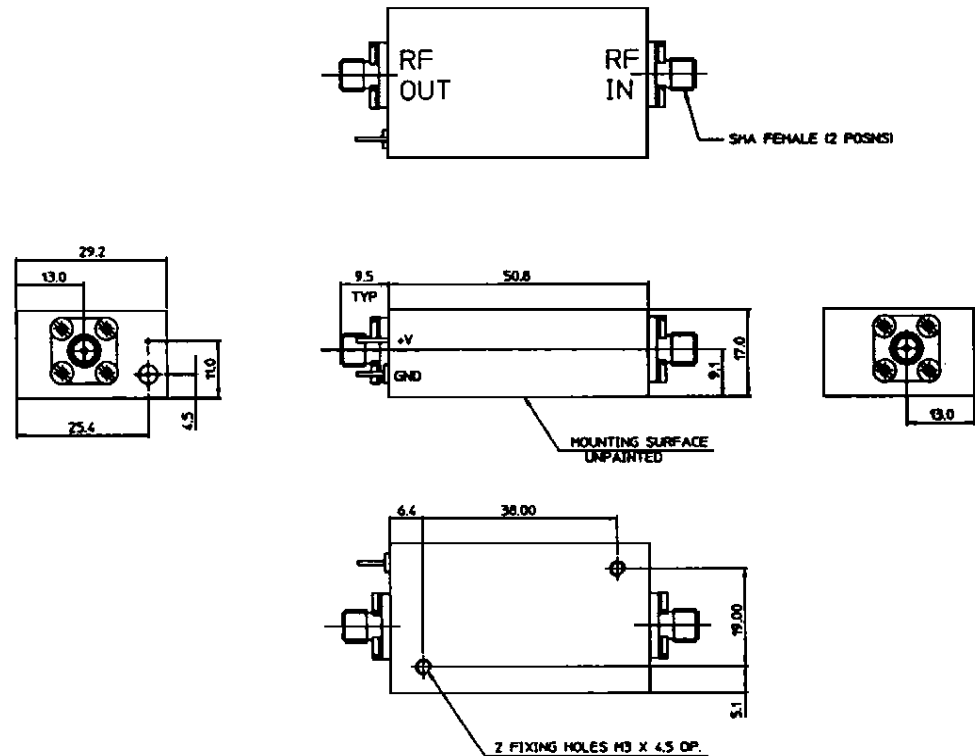 RF
OUT
RF
IN
SMA FEMALE (2 POSNS)
29.2
13.0
11.0
4.5
25.4
9.5
TYP
50.8
+V
GND
9.1
17.0
MOUNTING SURFACE
UNPAINTED
13.0
6.4
38.00
19.00
5.1
2 FIXING HOLES M3 X 4.5 DP.